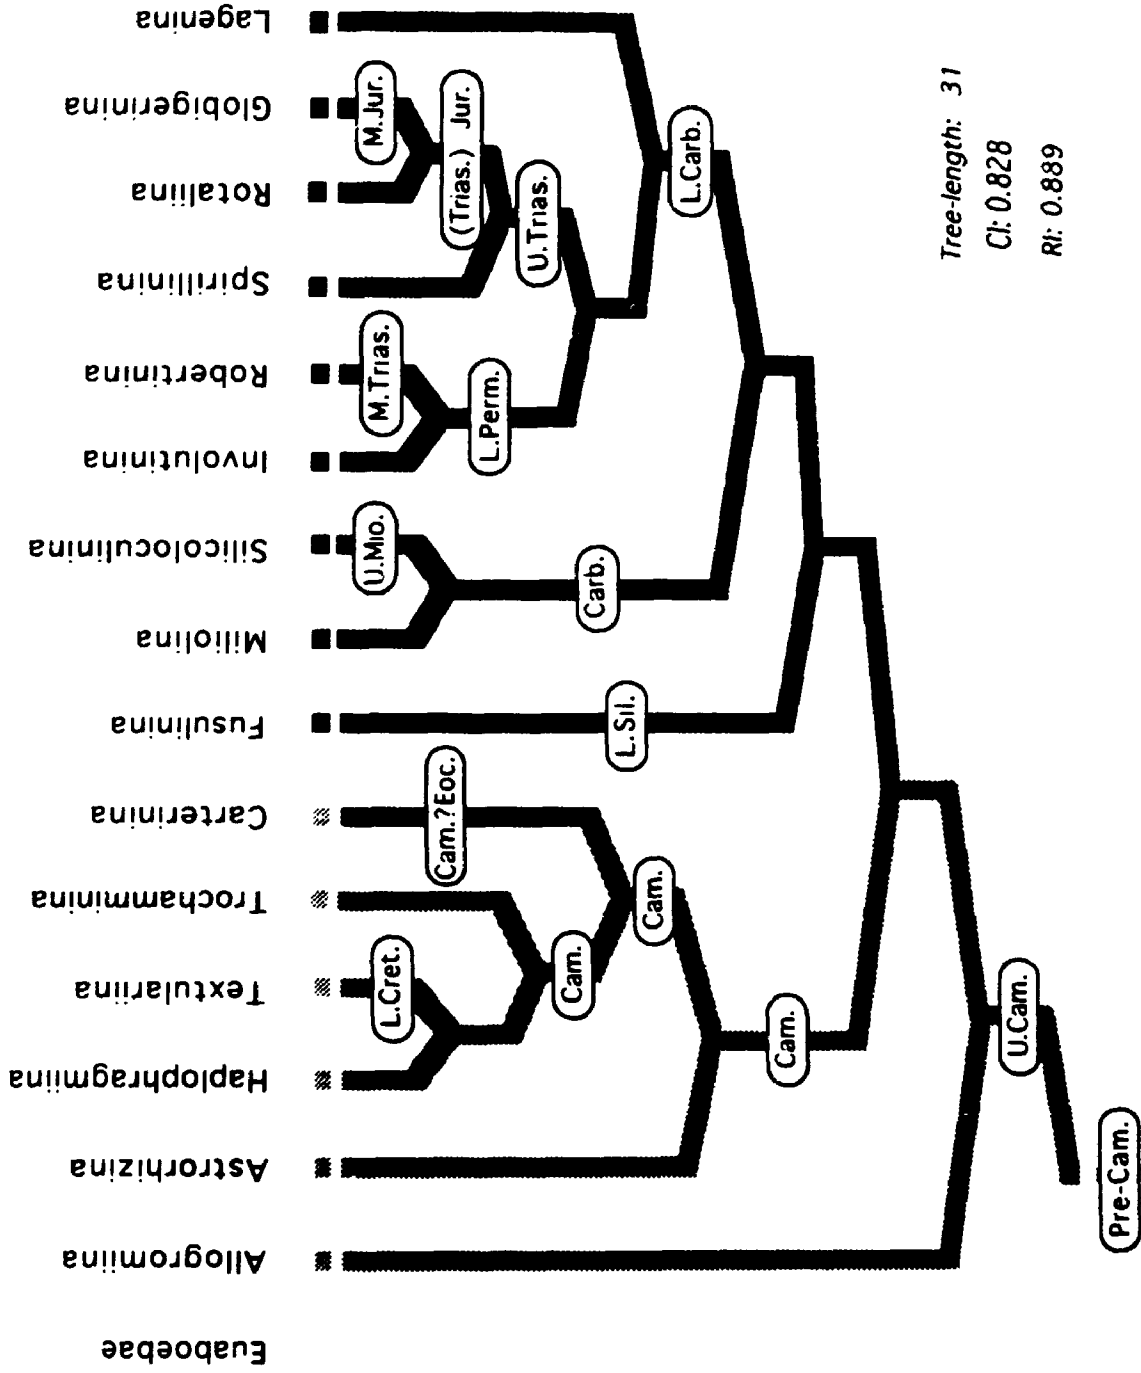 Lagenina
Globigerinina
Rotaliina
Spirillinina
Robertinina
Involutinina
Silicoloculinina
Miliolina
Fusulinina
Carterinina
Trochamminina
Textulariina
Haplophragmiina
Astrorhizina
Allogromiina
Euaboebae
M.Jur.
(Trias.) Jur.
U.Trias.
M.Trias.
L.Perm.
L.Carb.
U.Mio.
Carb.
L.Sil.
Cam.?Eoc.
Cam.
L.Cret.
Cam.
Cam.
U.Cam.
Pre-Cam.
Tree-length: 31
CI: 0.828
RI: 0.889